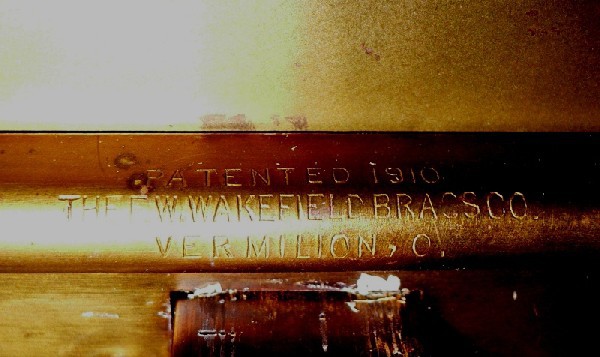 PATENTED 1910
THE F.W. WAKEFIELD BRASS CO.
VERMILION, O.